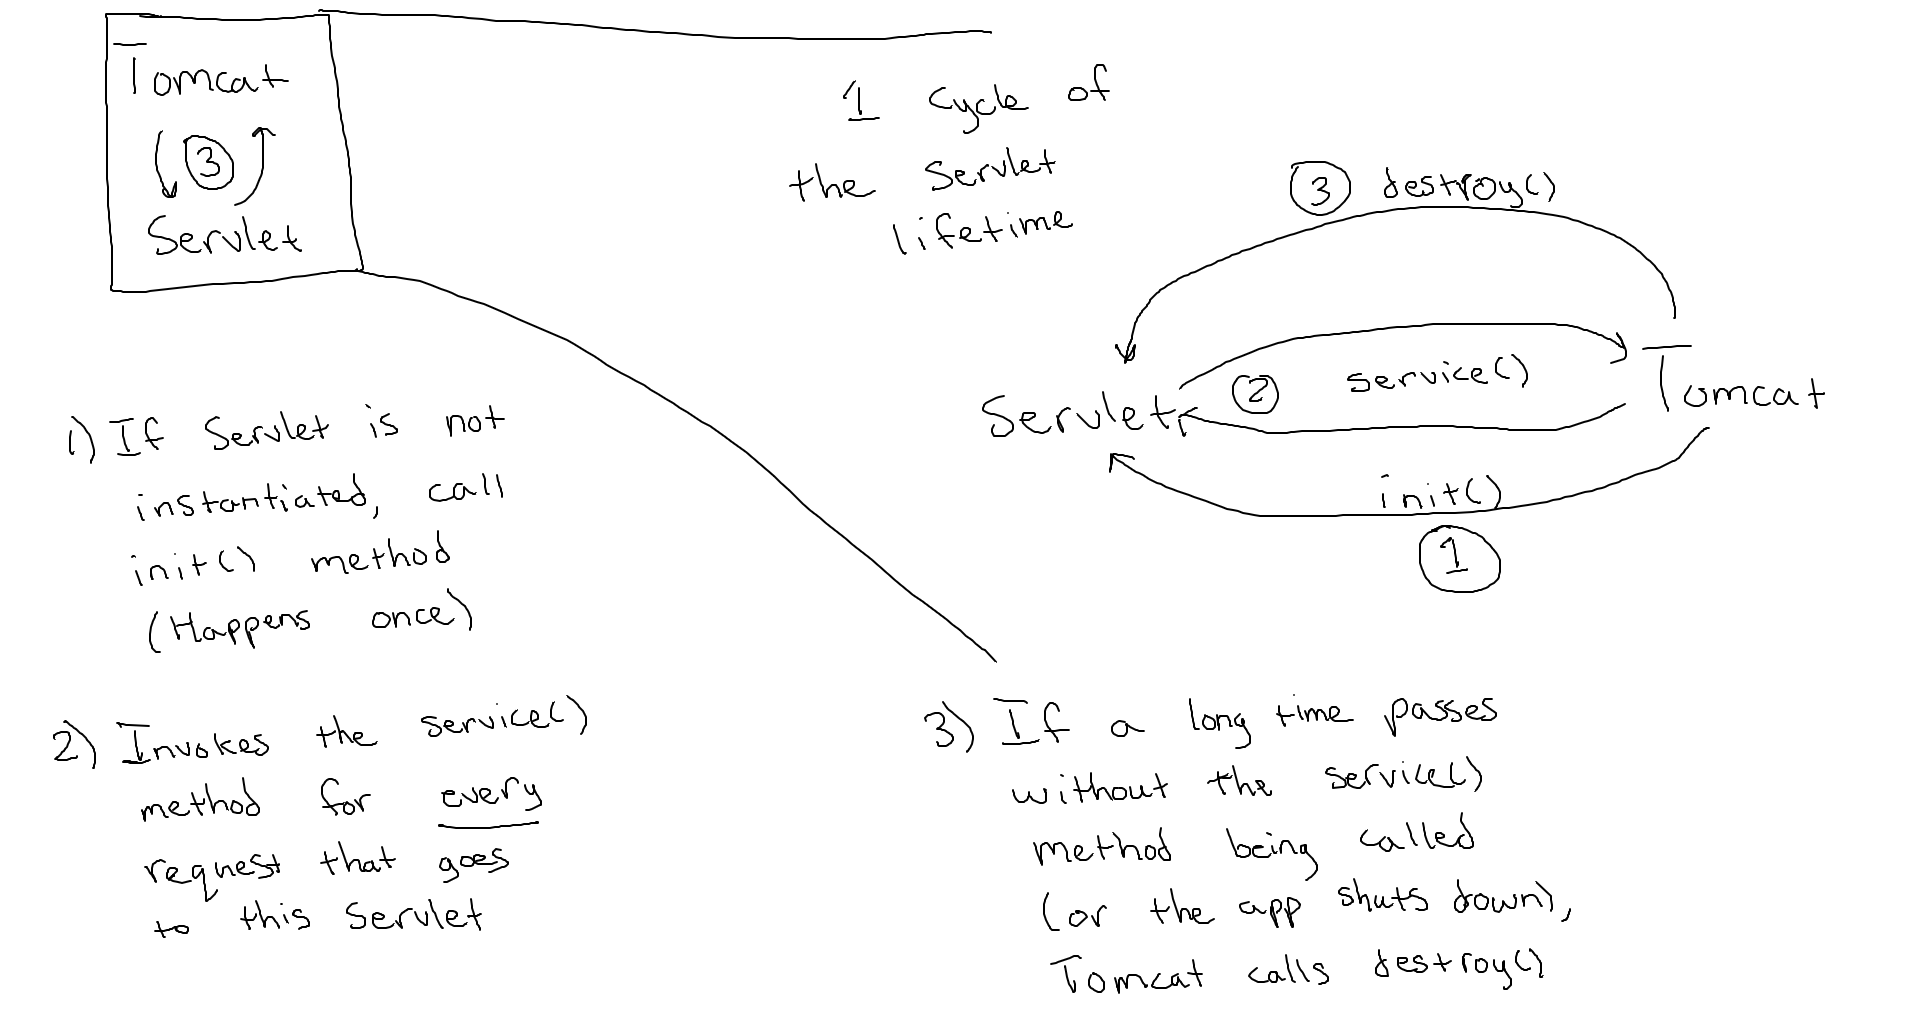 Tomcat
3
Servlet
1 Cycle of
the Servlet
lifetime
3 destroy()
2 service()
Servlet
Tomcat
init()
1
1) If Servlet is not
instantiated, call
init() method
(Happens once)
2) Invokes the service()
method for every
request that goes
to this Servlet
3) If a long time passes
without the service()
method being called
(or the app shuts down),
Tomcat calls destroy()